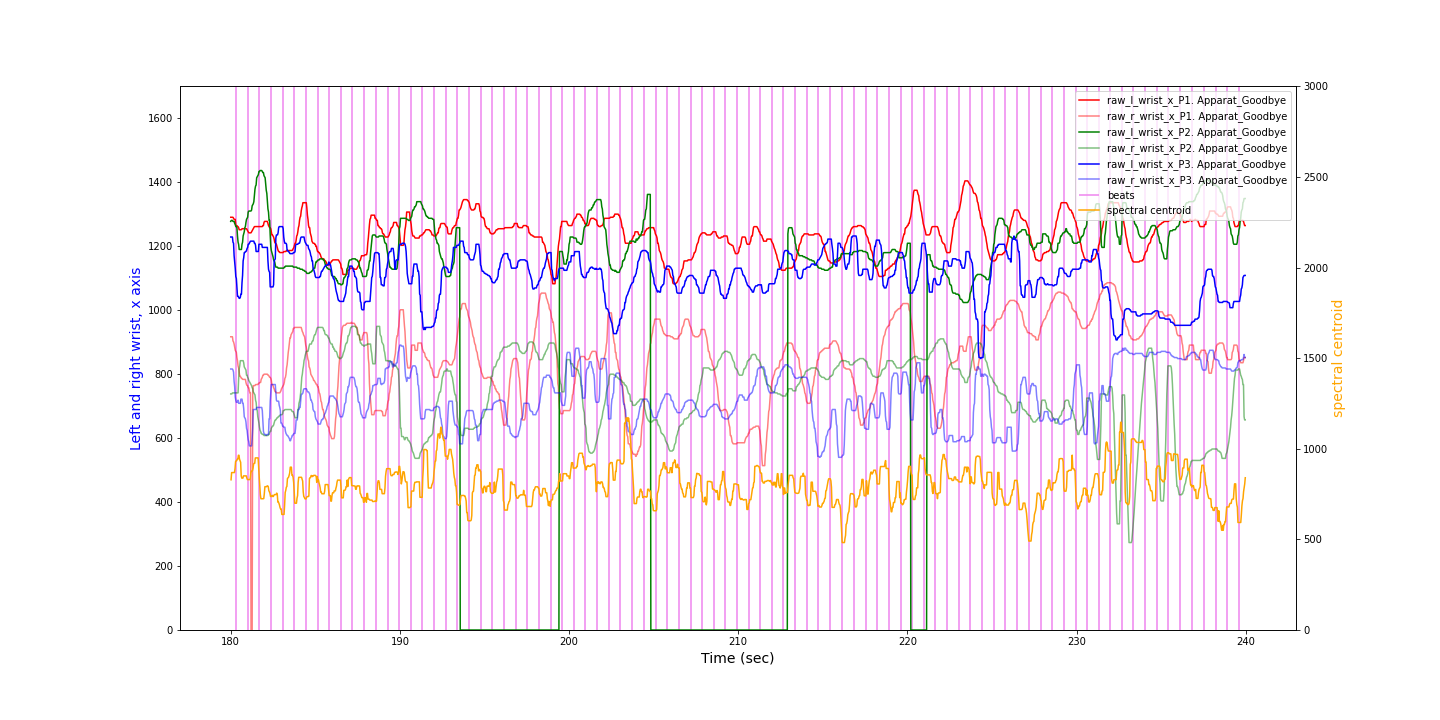 raw_l_wrist_x_P1. Apparat_Goodbye
raw_r_wrist_x_P1. Apparat_Goodbye
raw_l_wrist_x_P2. Apparat_Goodbye
raw_r_wrist_x_P2. Apparat_Goodbye
raw_l_wrist_x_P3. Apparat_Goodbye
raw_r_wrist_x_P3. Apparat_Goodbye
beats
spectral centroid
Left and right wrist, x axis
1600
1400
1200
1000
800
600
400
200
0
3000
2500
2000
1500
1000
500
0
spectral centroid
180
190
200
210
220
230
240
Time (sec)